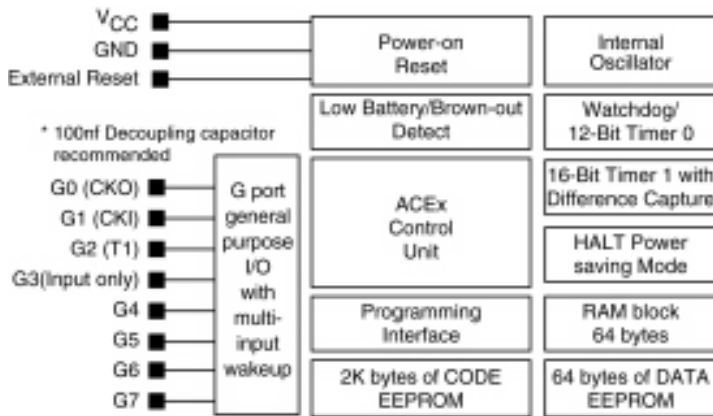 VCC
GND
External Reset
Power-on
Reset
Internal
Oscillator
Low Battery/Brown-out
Detect
Watchdog/
12-Bit Timer 0
* 100nf Decoupling capacitor
recommended
G0 (CKO)
G1 (CKI)
G2 (T1)
G3(Input only)
G4
G5
G6
G7
G port
general
purpose
I/O
with
multi-
input
wakeup
ACEx
Control
Unit
16-Bit Timer 1 with
Difference Capture
HALT Power
saving Mode
Programming
Interface
RAM block
64 bytes
2K bytes of CODE
EEPROM
64 bytes of DATA
EEPROM